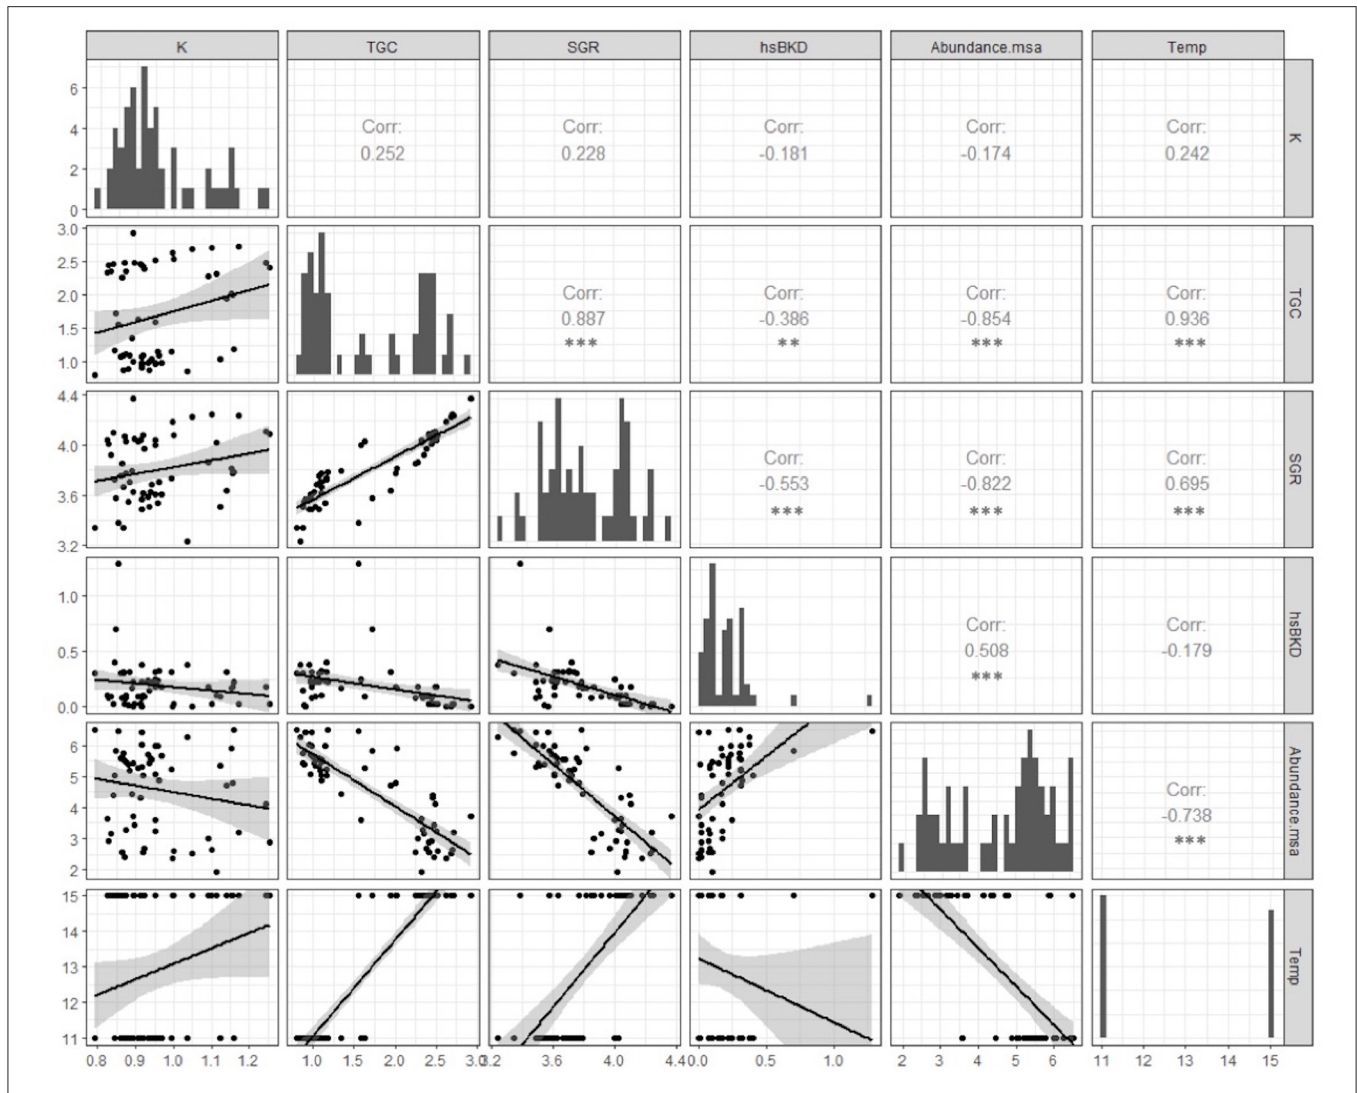 K TGC SGR hsBKD Abundance.msa Temp
6
4
2
0
Corr:
0.252
Corr:
0.228
Corr:
-0.181
Corr:
-0.174
Corr:
0.242
K
3.0
2.5
2.0
1.5
1.0
Corr:
0.887
***
Corr:
-0.386
**
Corr:
-0.854
***
Corr:
0.936
***
TGC
4.4
4.0
3.6
3.2
Corr:
-0.553
***
Corr:
-0.822
***
Corr:
0.695
***
SGR
1.0
0.5
0.0
Corr:
0.508
***
Corr:
-0.179
hsBKD
6
5
4
3
2
Corr:
-0.738
***
Abundance.msa
15
14
13
12
11
Temp
0.8 0.9 1.0 1.1 1.2 1.0 1.5 2.0 2.5 3.0 3.2 3.6 4.0 4.4 0.0 0.5 1.0 2 3 4 5 6 11 12 13 14 15